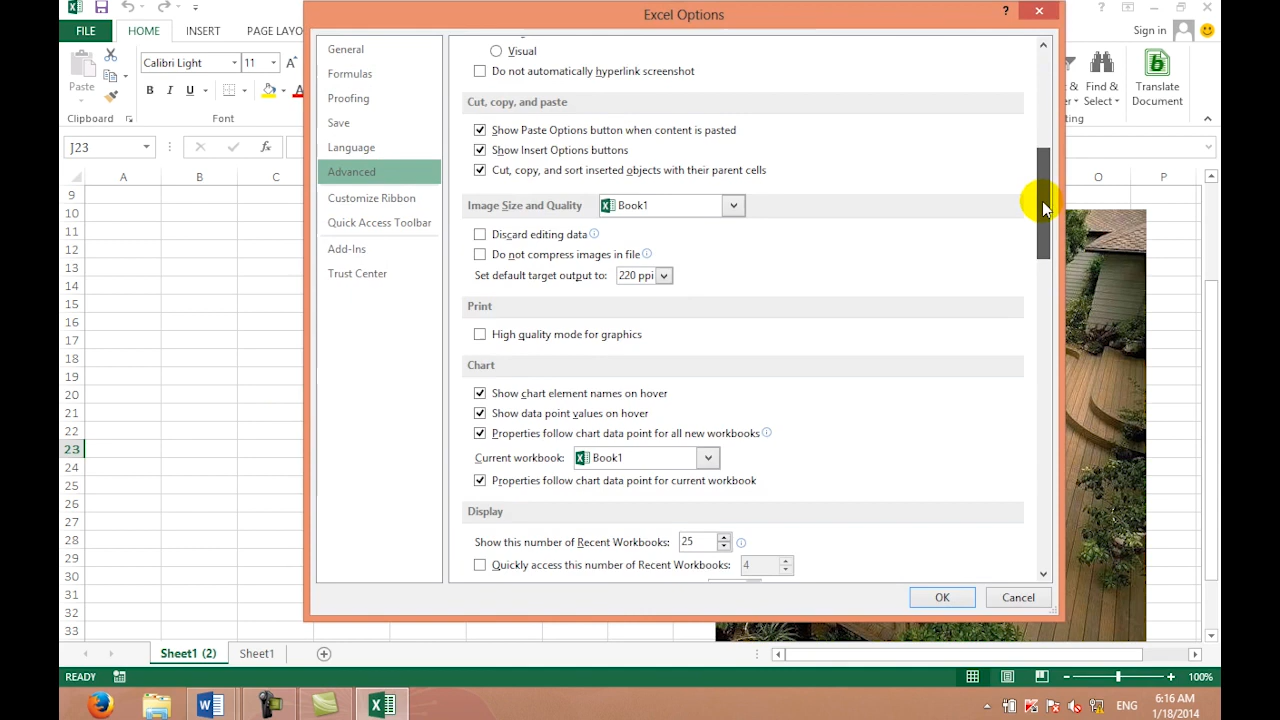 Excel Options
?
FILE
HOME
INSERT
PAGE LAYO
Sign in
Paste
Calibri Light
11
A
B I U
A
Find &
Select
Translate
Document
Clipboard
Font
ting
J23
fx
General
Formulas
Proofing
Save
Language
Advanced
Customize Ribbon
Quick Access Toolbar
Add-Ins
Trust Center
Visual
Do not automatically hyperlink screenshot
Cut, copy, and paste
Show Paste Options button when content is pasted
Show Insert Options buttons
Cut, copy, and sort inserted objects with their parent cells
Image Size and Quality
Book1
Discard editing data
Do not compress images in file
Set default target output to: 220 ppi
Print
High quality mode for graphics
Chart
Show chart element names on hover
Show data point values on hover
Properties follow chart data point for all new workbooks
Current workbook: Book1
Properties follow chart data point for current workbook
Display
Show this number of Recent Workbooks: 25
Quickly access this number of Recent Workbooks: 4
OK
Cancel
A B C O P
9
10
11
12
13
14
15
16
17
18
19
20
21
22
23
24
25
26
27
28
29
30
31
32
33
Sheet1 (2)
Sheet1
READY
100%
ENG
6:16 AM
1/18/2014